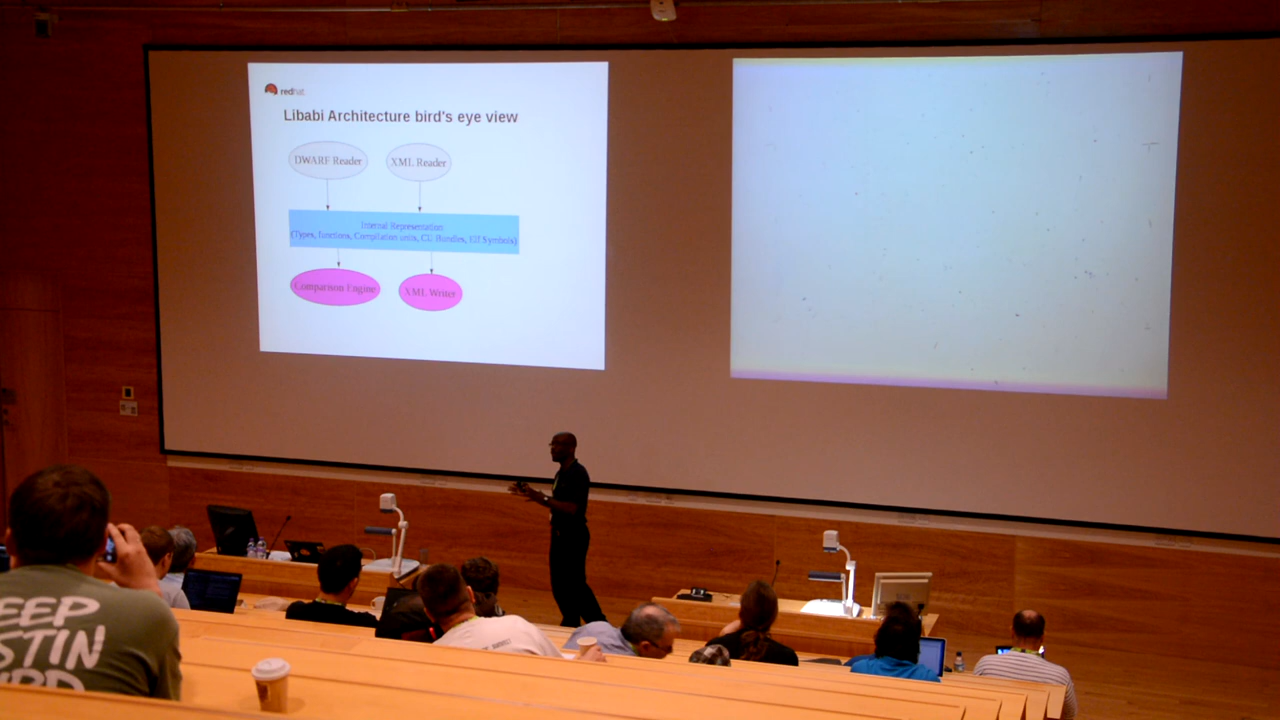 redhat
Libabi Architecture bird's eye view
DWARF Reader
XML Reader
Internal Representation
(Types, functions, Compilation units, CU Bundles, Elf Symbols)
Comparison Engine
XML Writer
EEP
STIN